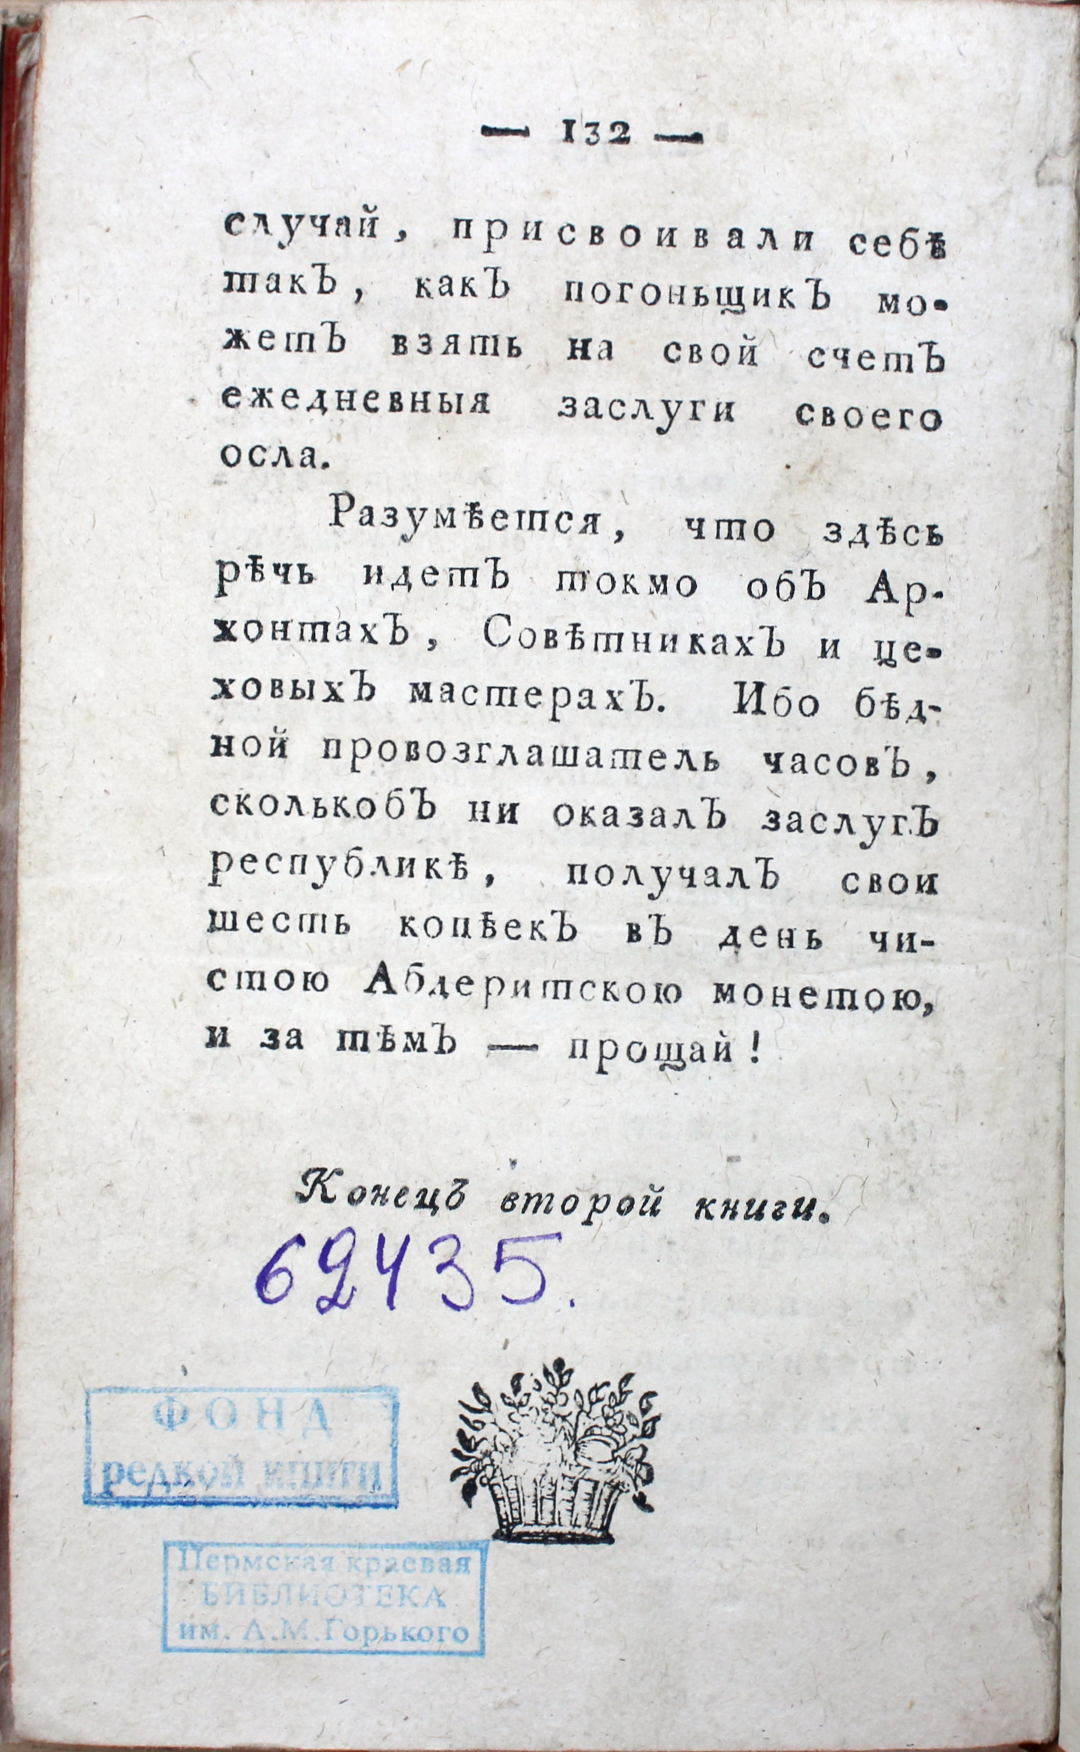 — 132 —
случай, присвоивали себѣ
такЪ, какЪ погоньщикЪ мо-
жетЪ взять на свой счетЪ
ежедневныя заслуги своего
осла.
Разумѣется, что здѣсь
рѣчь идетЪ токмо обЪ Ар-
хонтахЪ, СовѣтникахЪ и це-
ховыхЪ мастерахЪ. Ибо бѣд-
ной провозглашатель часовЪ,
сколькобЪ ни оказалЪ заслугЪ
республикѣ, получалЪ свои
шесть копѣекЪ вЪ день чи-
стою Абдеритскою монетою,
и за тѣмЪ — прощай!
Конецъ второй книги.
62435.
ФОНД
редкой книги
Пермская краевая
БИБЛИОТЕКА
им. А.М.Горького